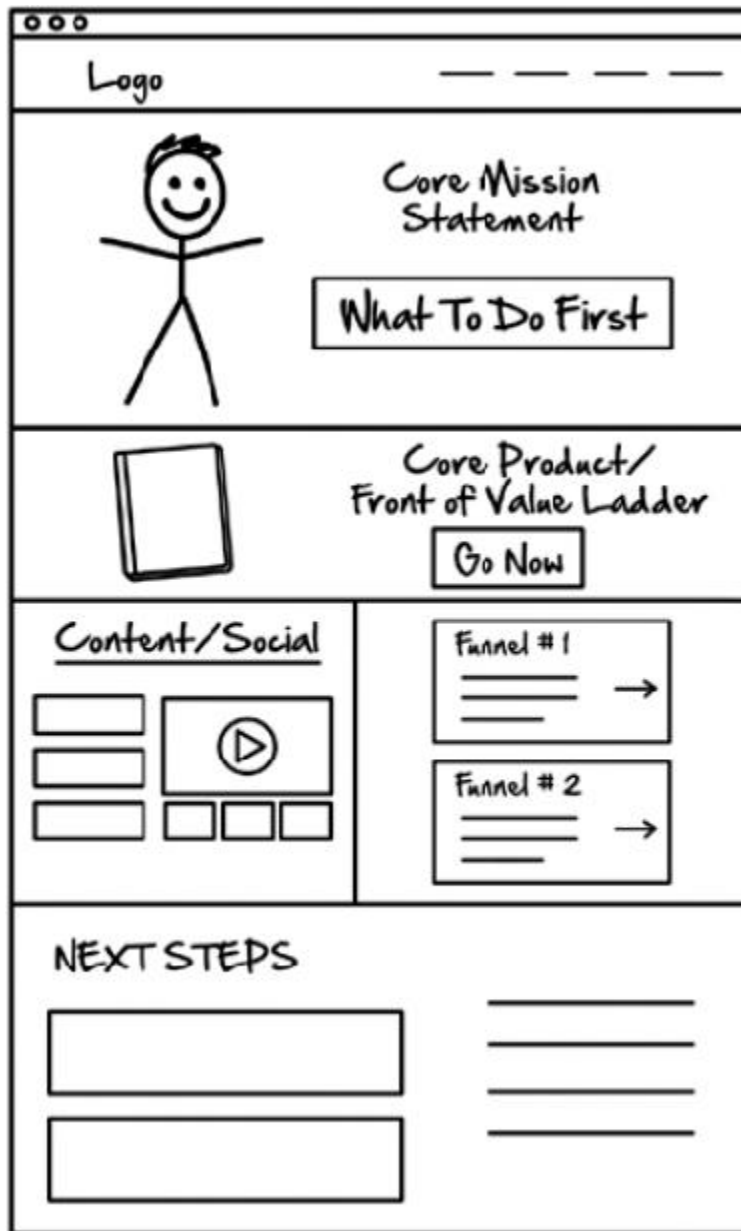 Logo
Core Mission
Statement
What To Do First
Core Product/
Front of Value Ladder
Go Now
Content/Social
Funnel #1
Funnel #2
NEXT STEPS